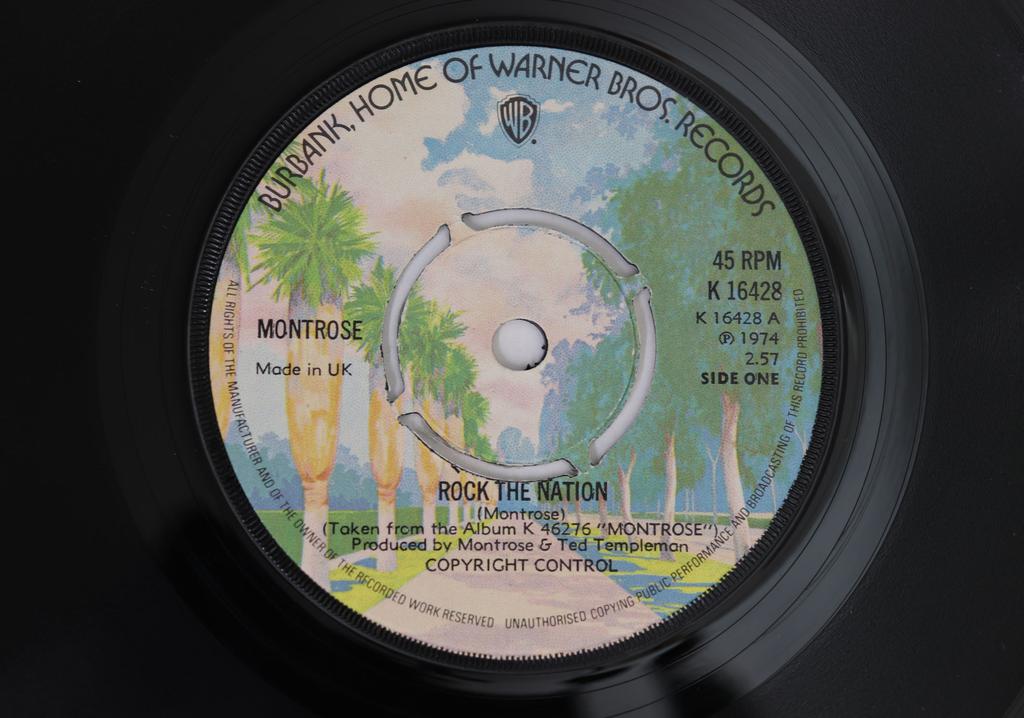 BURBANK, HOME OF WARNER BROS. RECORDS
WB
45 RPM
K 16428
K 16428 A
Ⓟ 1974
2.57
SIDE ONE
MONTROSE
Made in UK
ROCK THE NATION
(Montrose)
(Taken from the Album K 46276 "MONTROSE")
Produced by Montrose & Ted Templeman
COPYRIGHT CONTROL
ALL RIGHTS OF THE MANUFACTURER AND OF THE OWNER OF THE RECORDED WORK RESERVED UNAUTHORISED COPYING PUBLIC PERFORMANCE AND BROADCASTING OF THIS RECORD PROHIBITED